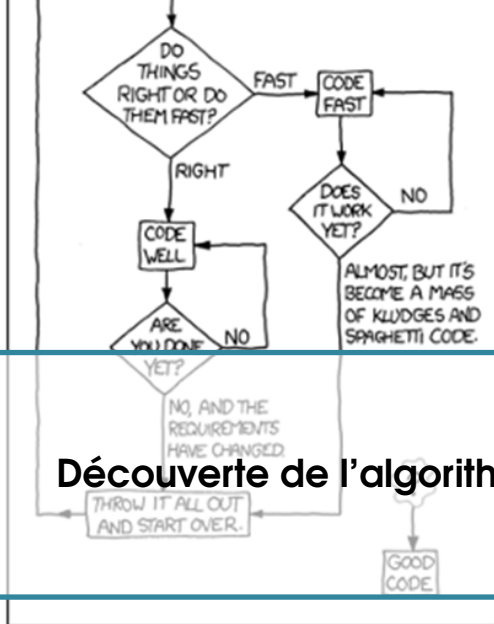 DO
THINGS
RIGHT OR DO
THEM FAST?
FAST
CODE
FAST
RIGHT
DOES
IT WORK
YET?
NO
CODE
WELL
ARE
YOU DONE
YET?
NO
ALMOST, BUT IT'S
BECOME A MASS
OF KLUDGES AND
SPAGHETTI CODE.
NO, AND THE
REQUIREMENTS
HAVE CHANGED.
Découverte de l'algorith
THROW IT ALL OUT
AND START OVER.
GOOD
CODE